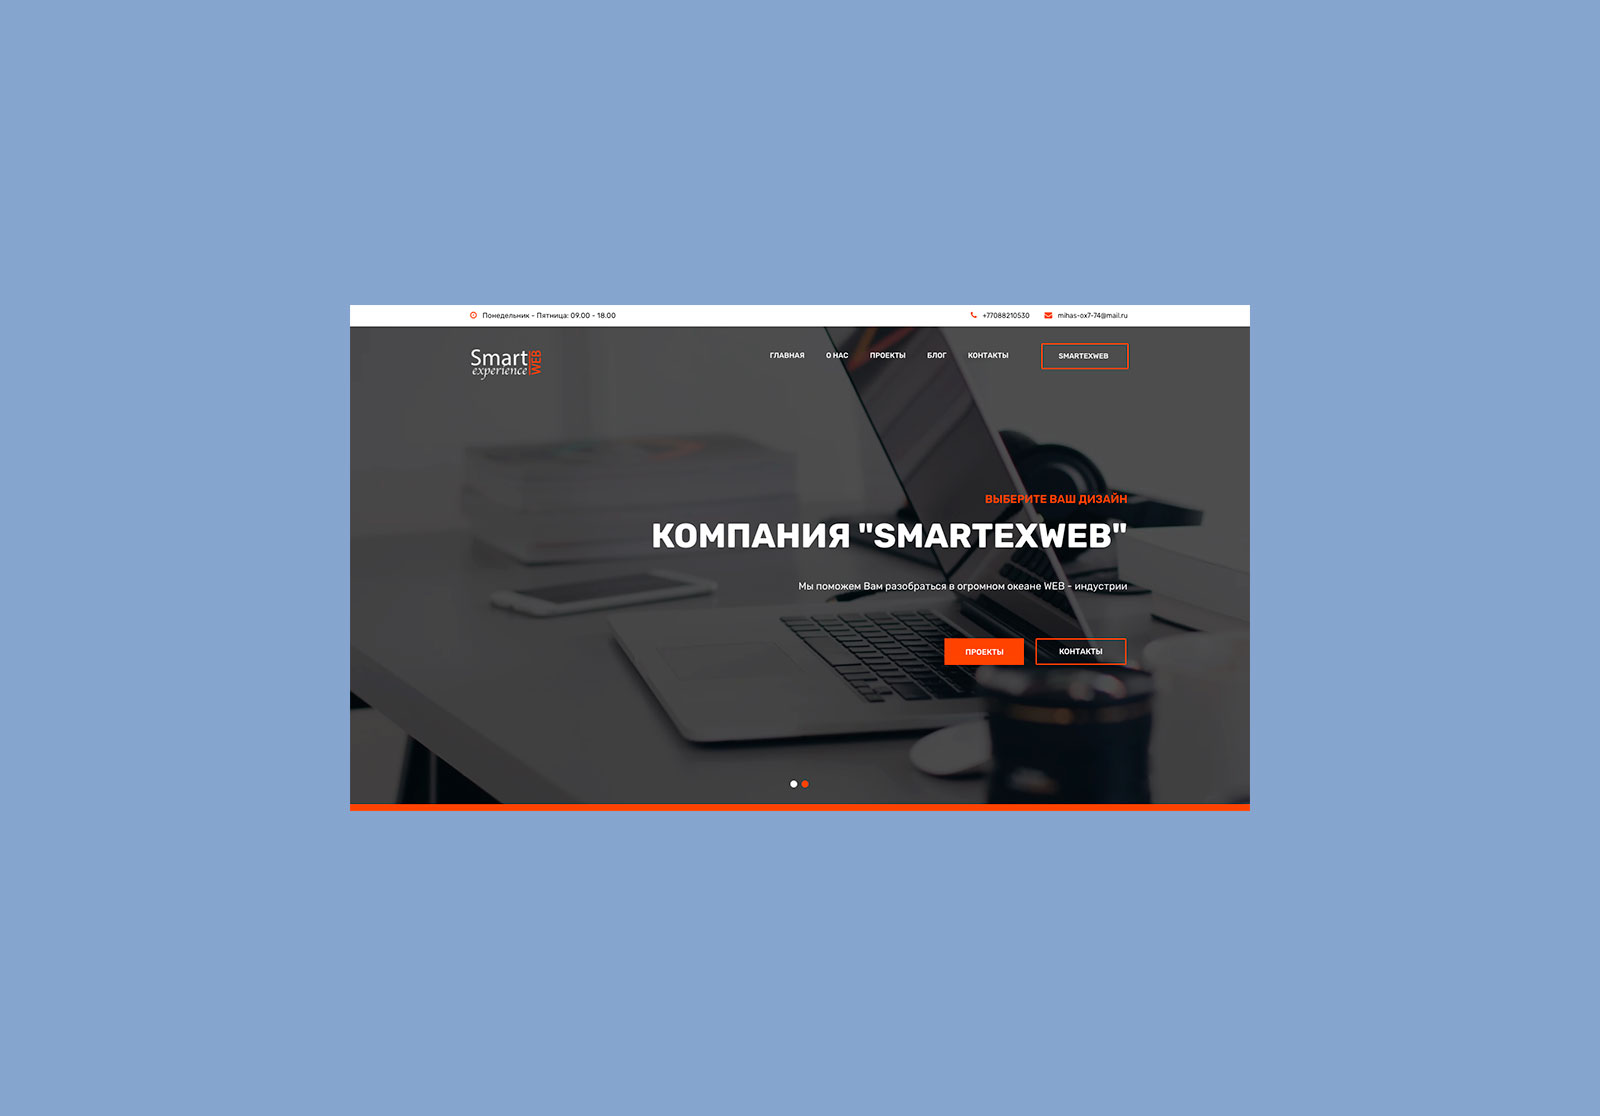 Понедельник - Пятница: 09.00 - 18.00
+77088210530
mihas-ox7-74@mail.ru
Smart
experience
WEB
ГЛАВНАЯ О НАС ПРОЕКТЫ БЛОГ КОНТАКТЫ SMARTEXWEB
ВЫБЕРИТЕ ВАШ ДИЗАЙН
КОМПАНИЯ "SMARTEXWEB"
Мы поможем Вам разобраться в огромном океане WEB - индустрии
ПРОЕКТЫ КОНТАКТЫ